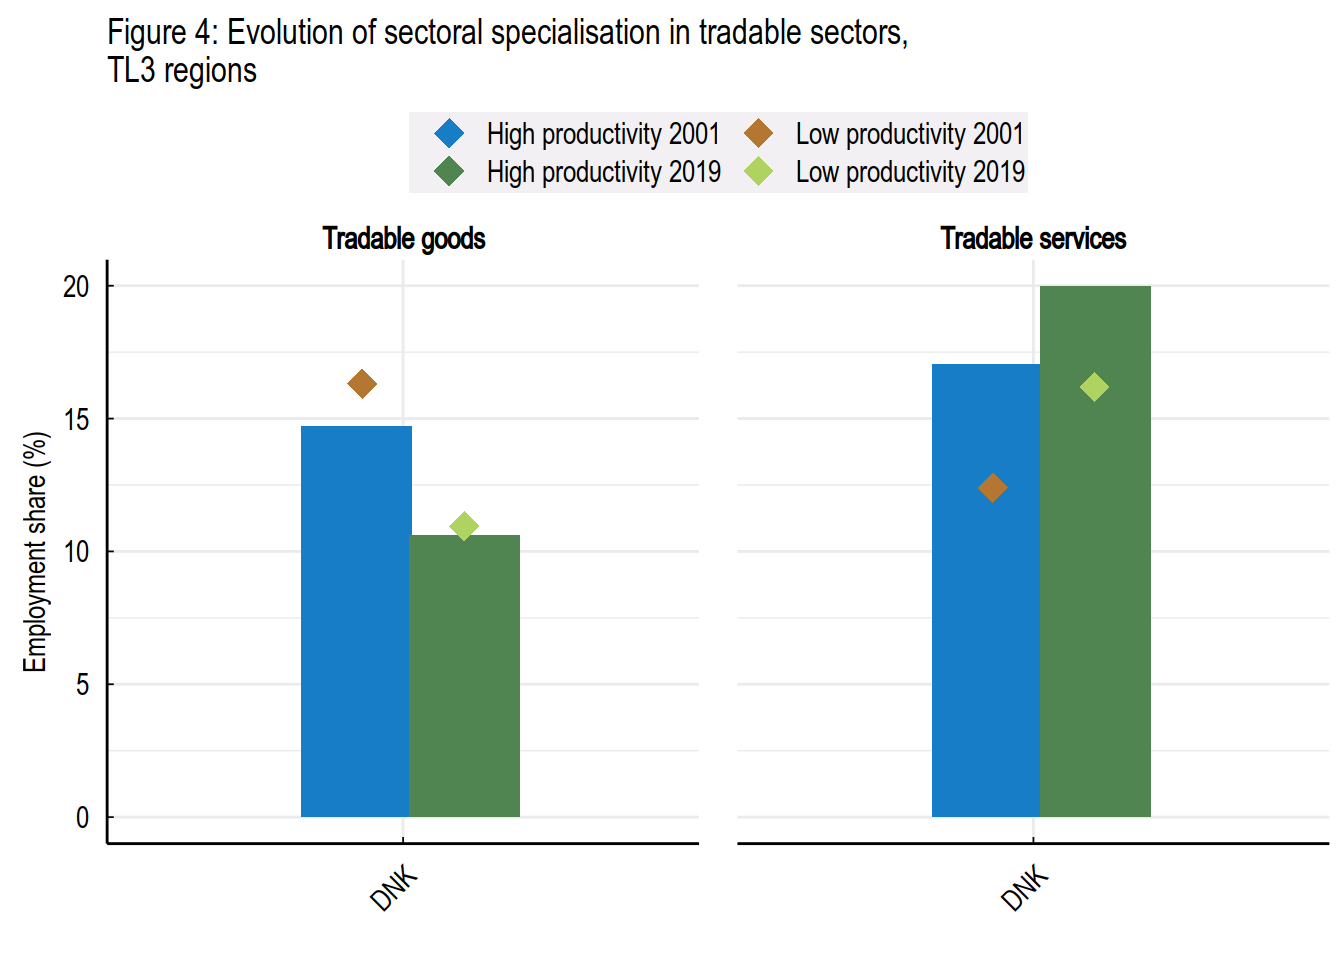 Figure 4: Evolution of sectoral specialisation in tradable sectors,
TL3 regions
High productivity 2001
Low productivity 2001
High productivity 2019
Low productivity 2019
Tradable goods
Tradable services
Employment share (%)
20
15
10
5
0
DNK
DNK